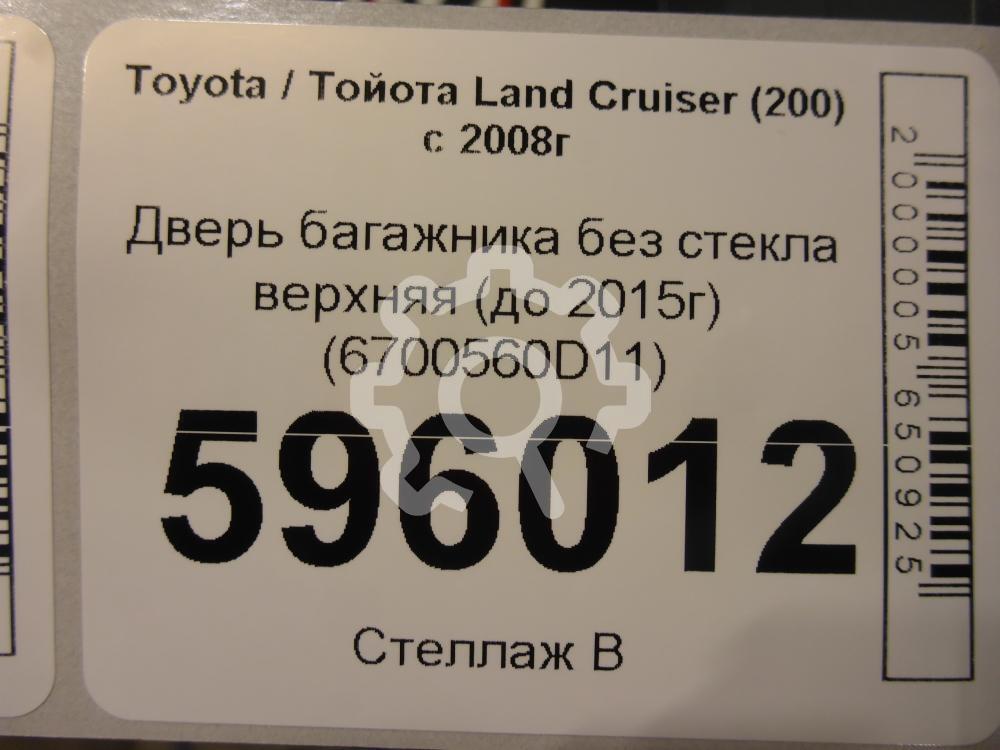 Toyota / Тойота Land Cruiser (200)
с 2008г
Дверь багажника без стекла
верхняя (до 2015г)
(6700560D11)
596012
Стеллаж В
2000005650925